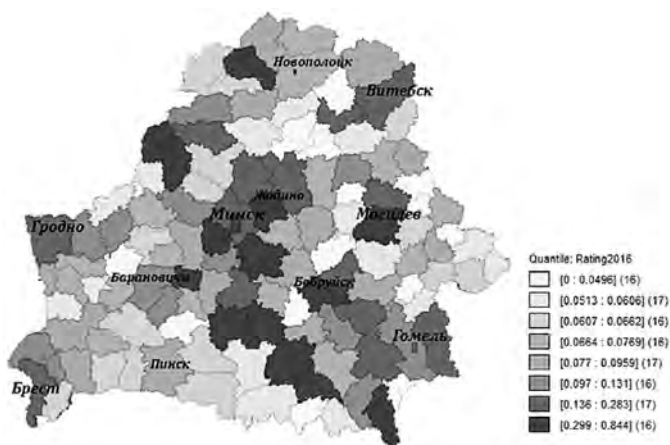 Новополоцк
Витебск
Жодино
Гродно
Минск
Могилев
Барановичи
Бобруйск
Гомель
Пинск
Брест
Quantile: Rating2016
[0 : 0.0496] (16)
[0.0513 : 0.0606] (17)
[0.0607 : 0.0662] (16)
[0.0664 : 0.0769] (16)
[0.077 : 0.0959] (17)
[0.097 : 0.131] (16)
[0.136 : 0.283] (17)
[0.299 : 0.844] (16)